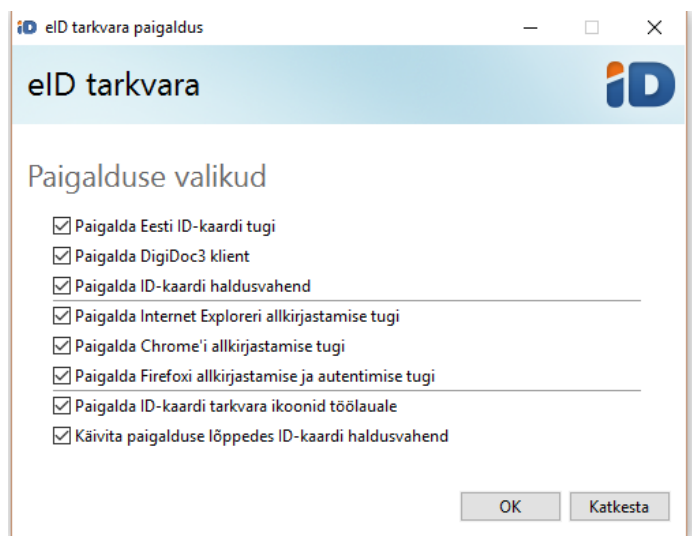 iD eID tarkvara paigaldus
eID tarkvara
iD
Paigalduse valikud
Paigalda Eesti ID-kaardi tugi
Paigalda DigiDoc3 klient
Paigalda ID-kaardi haldusvahend
Paigalda Internet Exploreri allkirjastamise tugi
Paigalda Chrome'i allkirjastamise tugi
Paigalda Firefoxi allkirjastamise ja autentimise tugi
Paigalda ID-kaardi tarkvara ikoonid töölauale
Käivita paigalduse lõppedes ID-kaardi haldusvahend
OK Katkesta